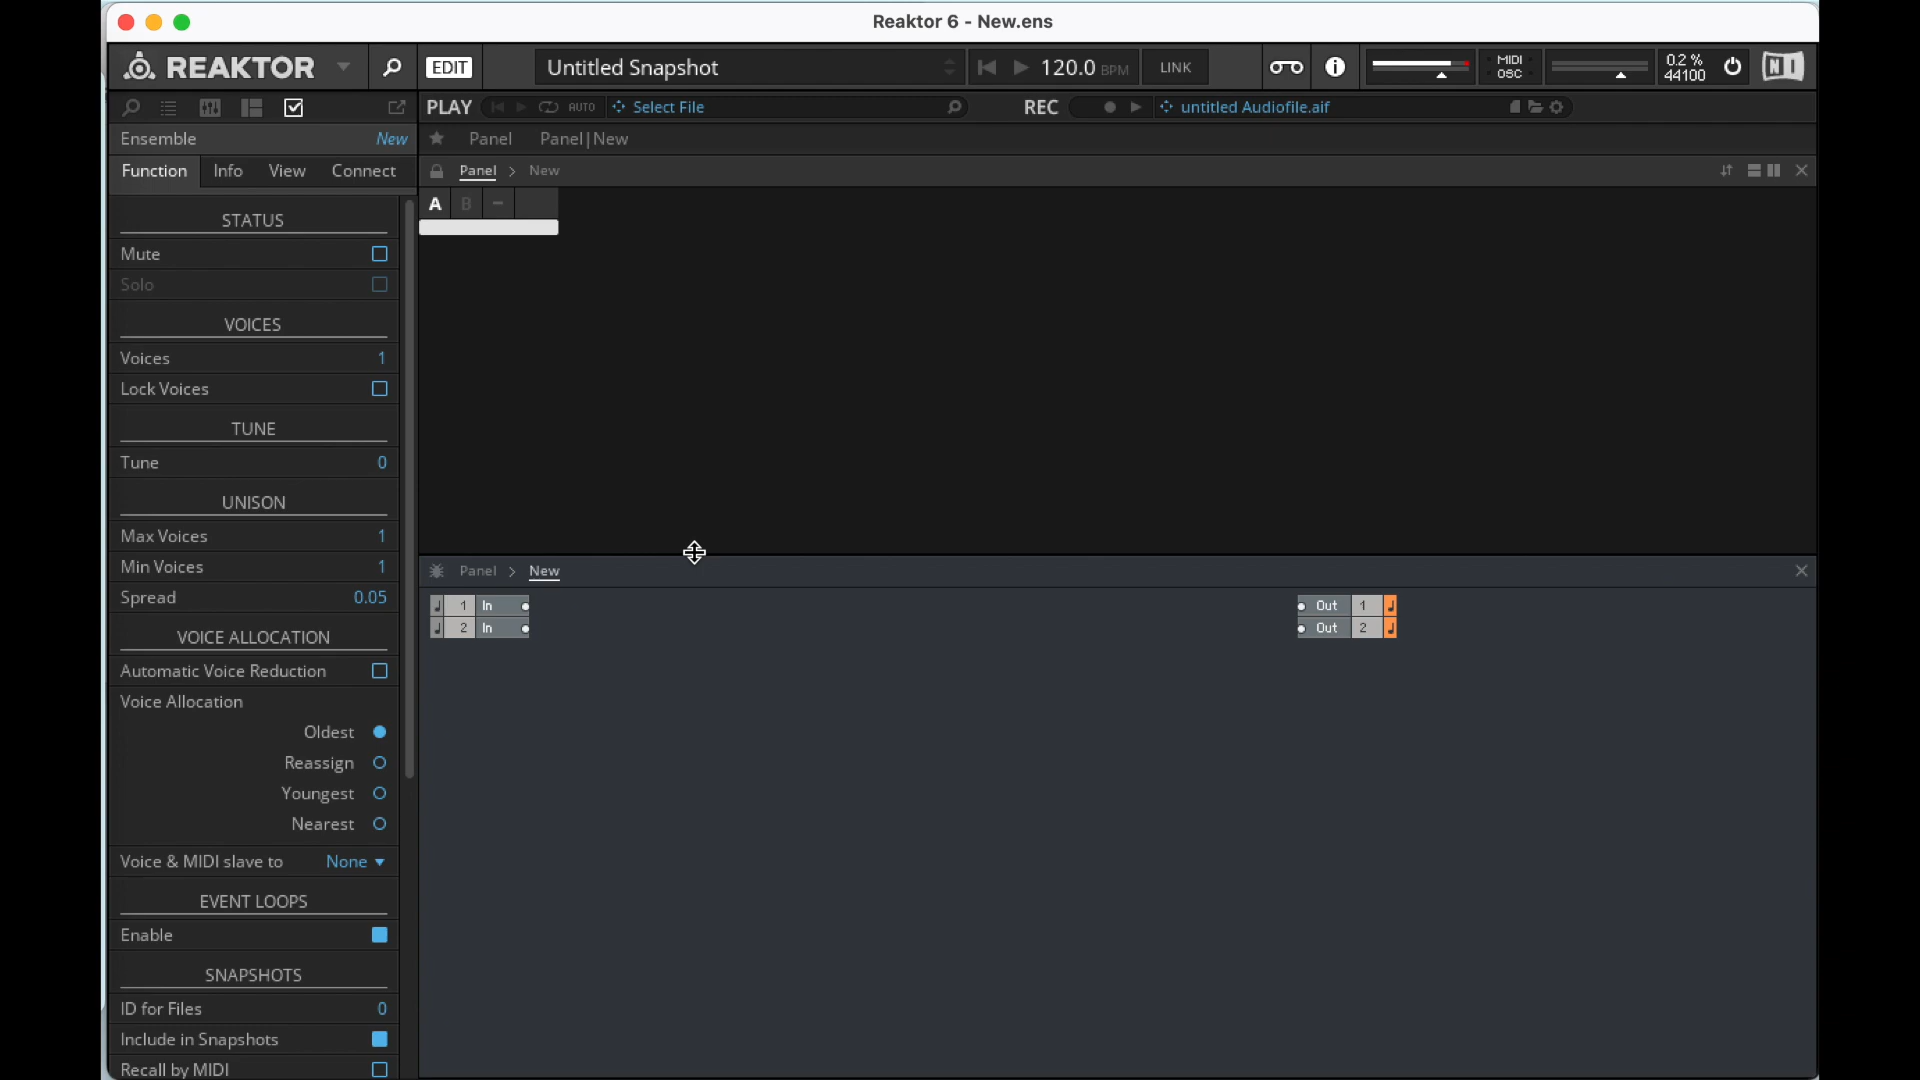 Reaktor 6 - New.ens
REAKTOR EDIT Untitled Snapshot 120.0 BPM LINK MIDI OSC 0.2 % 44100 NI
PLAY AUTO Select File REC untitled Audiofile.aif
Ensemble New Panel Panel|New
Function Info View Connect Panel > New
A B –
STATUS
Mute
Solo
VOICES
Voices 1
Lock Voices
TUNE
Tune 0
UNISON
Max Voices 1
Min Voices 1
Spread 0.05
VOICE ALLOCATION
Automatic Voice Reduction
Voice Allocation
Oldest
Reassign
Youngest
Nearest
Voice & MIDI slave to None
EVENT LOOPS
Enable
SNAPSHOTS
ID for Files 0
Include in Snapshots
Recall by MIDI
Panel > New
1 In Out 1
2 In Out 2